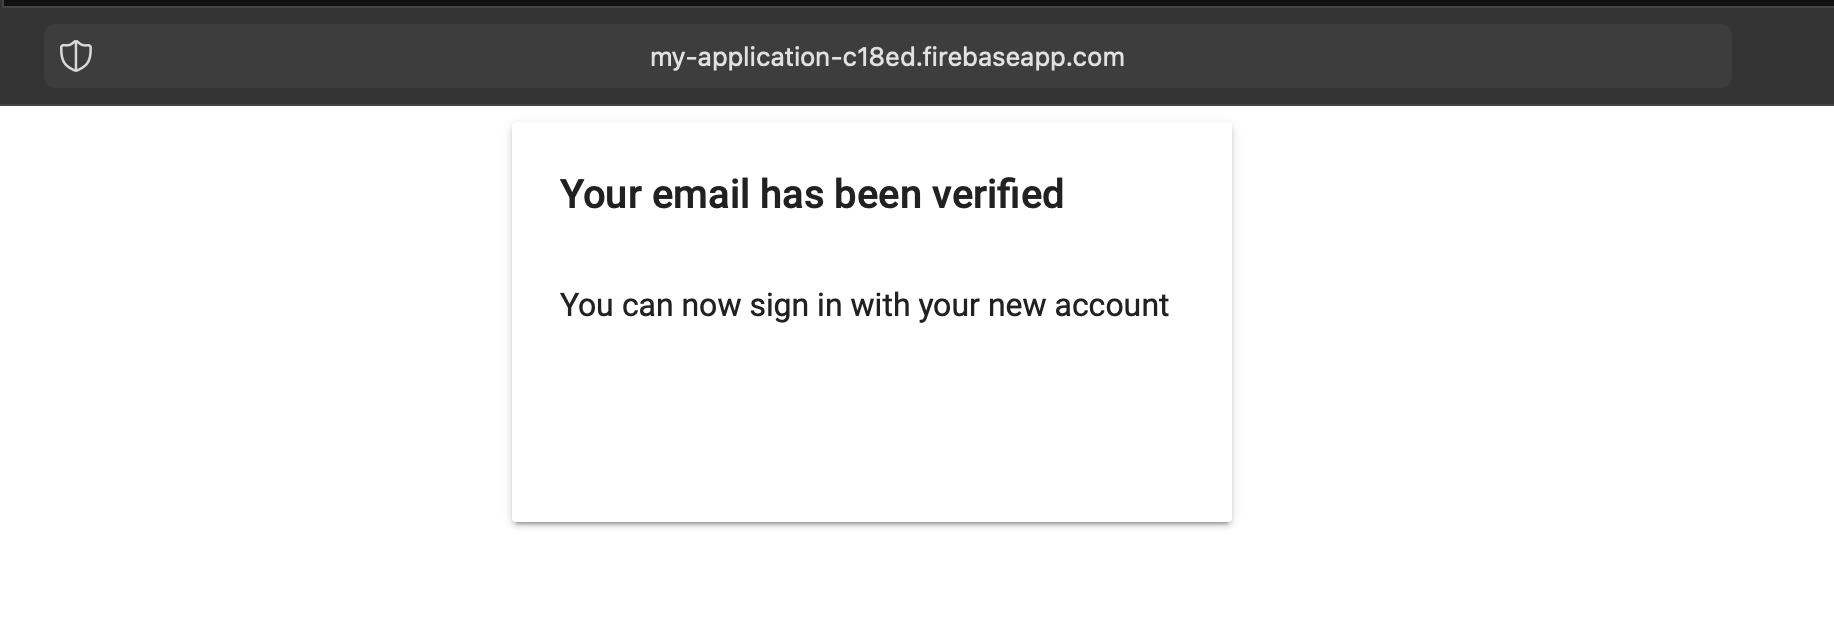 my-application-c18ed.firebaseapp.com
Your email has been verified
You can now sign in with your new account